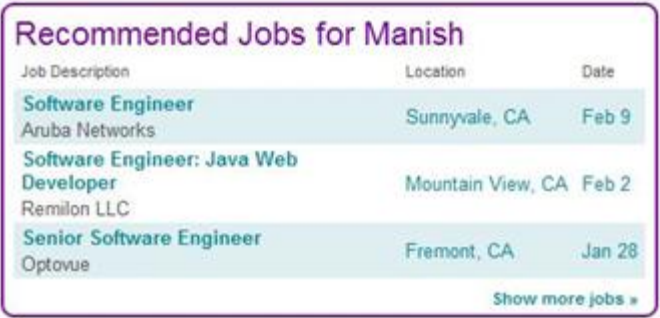 Recommended Jobs for Manish
Job Description Location Date
Software Engineer
Aruba Networks
Sunnyvale, CA Feb 9
Software Engineer: Java Web
Developer
Remilon LLC
Mountain View, CA Feb 2
Senior Software Engineer
Optovue
Fremont, CA Jan 28
Show more jobs »